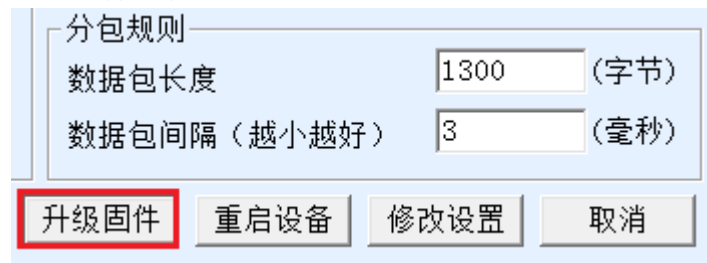 分包规则
数据包长度 1300 (字节)
数据包间隔（越小越好） 3 (毫秒)
升级固件 重启设备 修改设置 取消